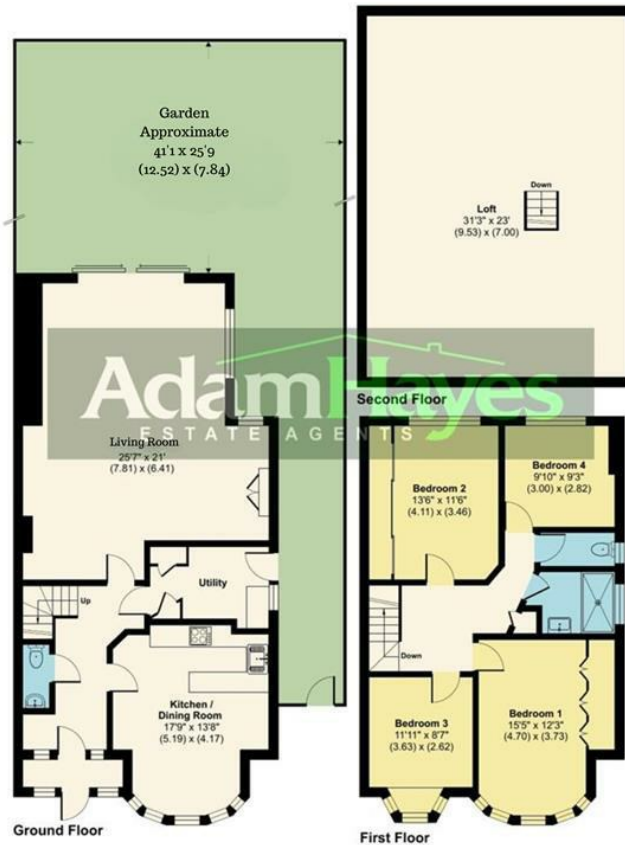 Garden
Approximate
41'1 x 25'9
(12.52) x (7.84)
Down
Loft
31'3" x 23'
(9.53) x (7.00)
AdamHayes
ESTATE AGENTS
Second Floor
Living Room
25'7" x 21'
(7.81) x (6.41)
Utility
Up
Kitchen /
Dining Room
17'9" x 13'8"
(5.19) x (4.17)
Ground Floor
Bedroom 2
13'6" x 11'6"
(4.11) x (3.46)
Bedroom 4
9'10" x 9'3"
(3.00) x (2.82)
Down
Bedroom 3
11'11" x 8'7"
(3.63) x (2.62)
Bedroom 1
15'5" x 12'3"
(4.70) x (3.73)
First Floor